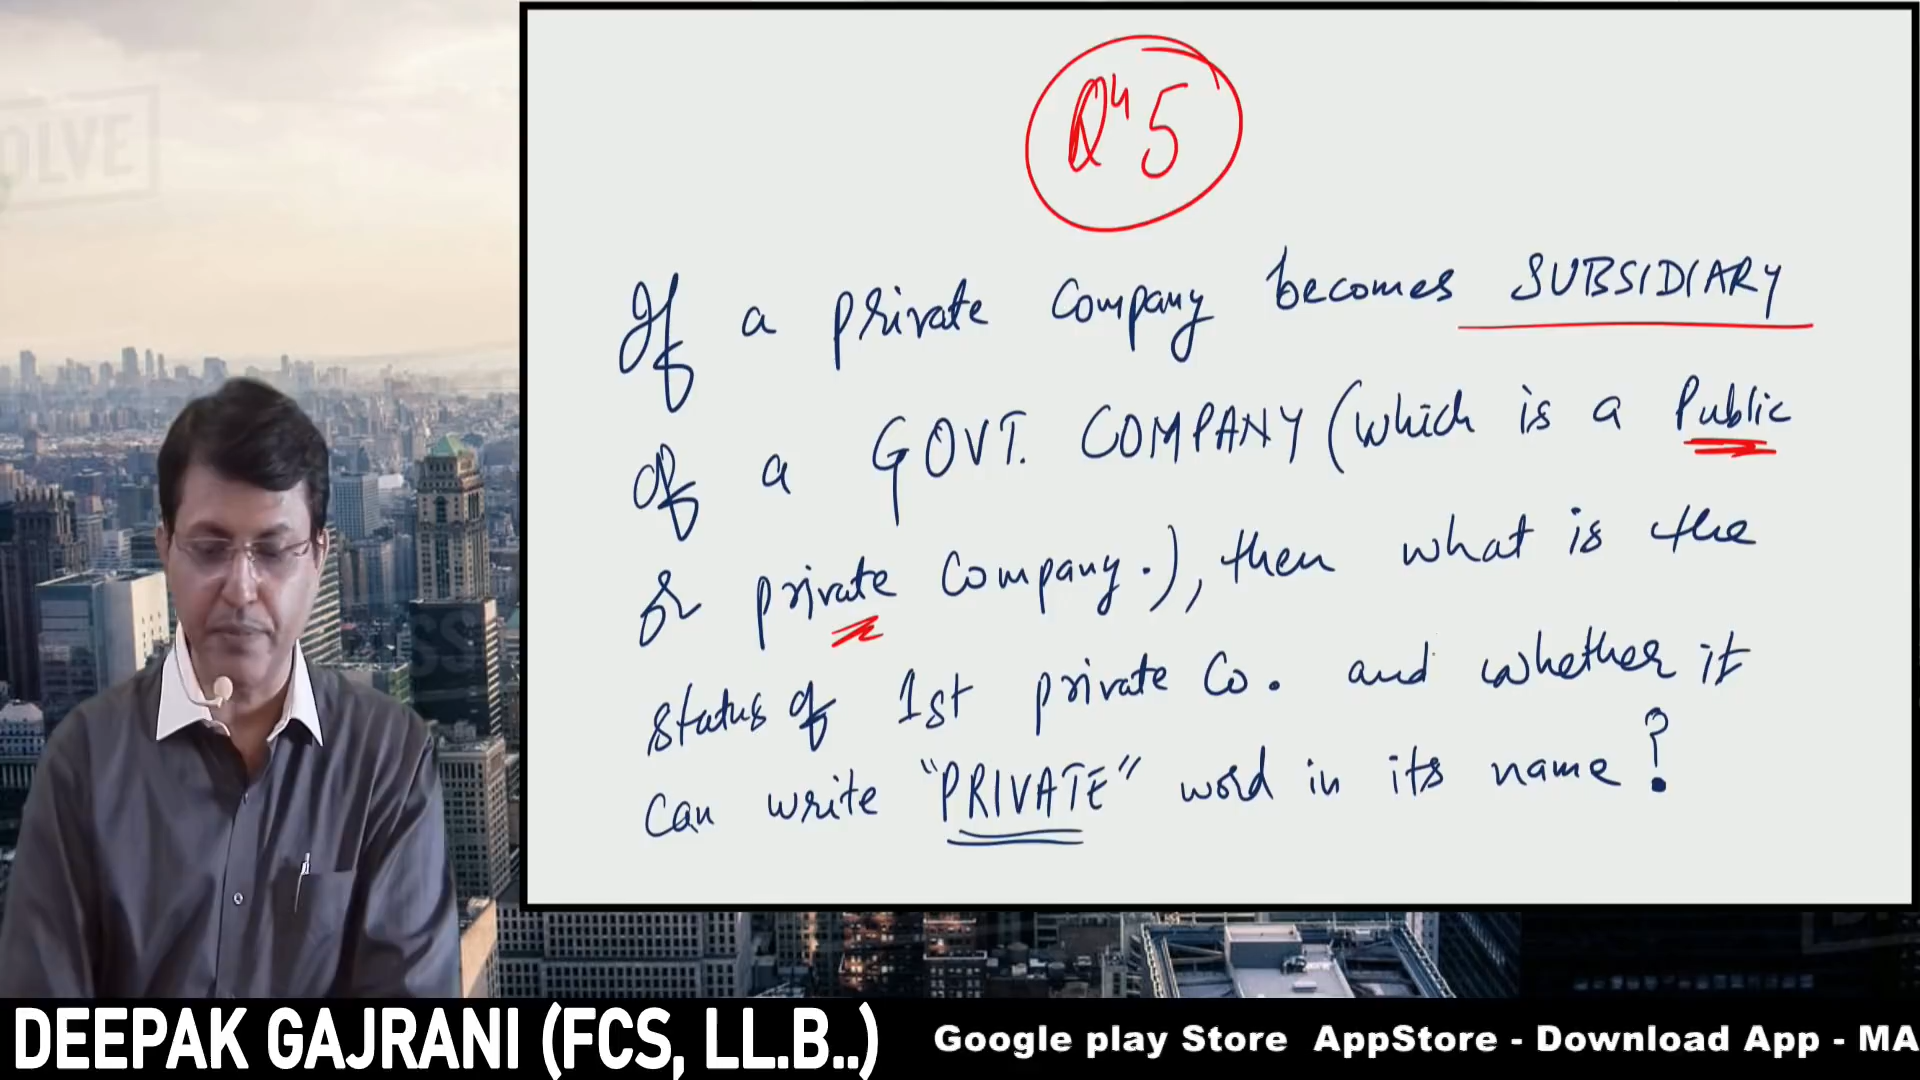 OLVE
Qⁿ 5
If a private Company becomes SUBSIDIARY
of a GOVT. COMPANY (which is a Public
or private Company.), then what is the
status of 1st private Co. and whether it
can write "PRIVATE" word in its name?
DEEPAK GAJRANI (FCS, LL.B..)
Google play Store AppStore - Download App - MA